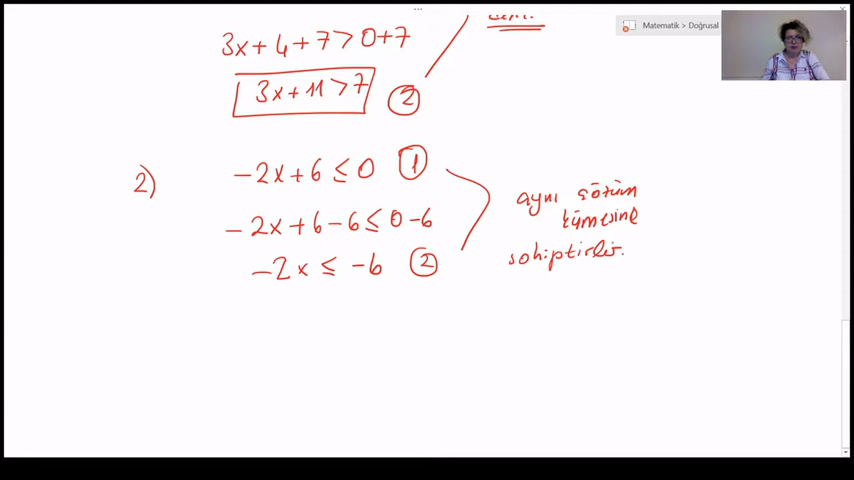 Matematik > Doğrusal
3x+4+7>0+7
3x+11>7 2
2) -2x+6≤0 1
-2x+6-6≤0-6
-2x≤-6 2
aynı çözüm
kümesine
sahiptirler.